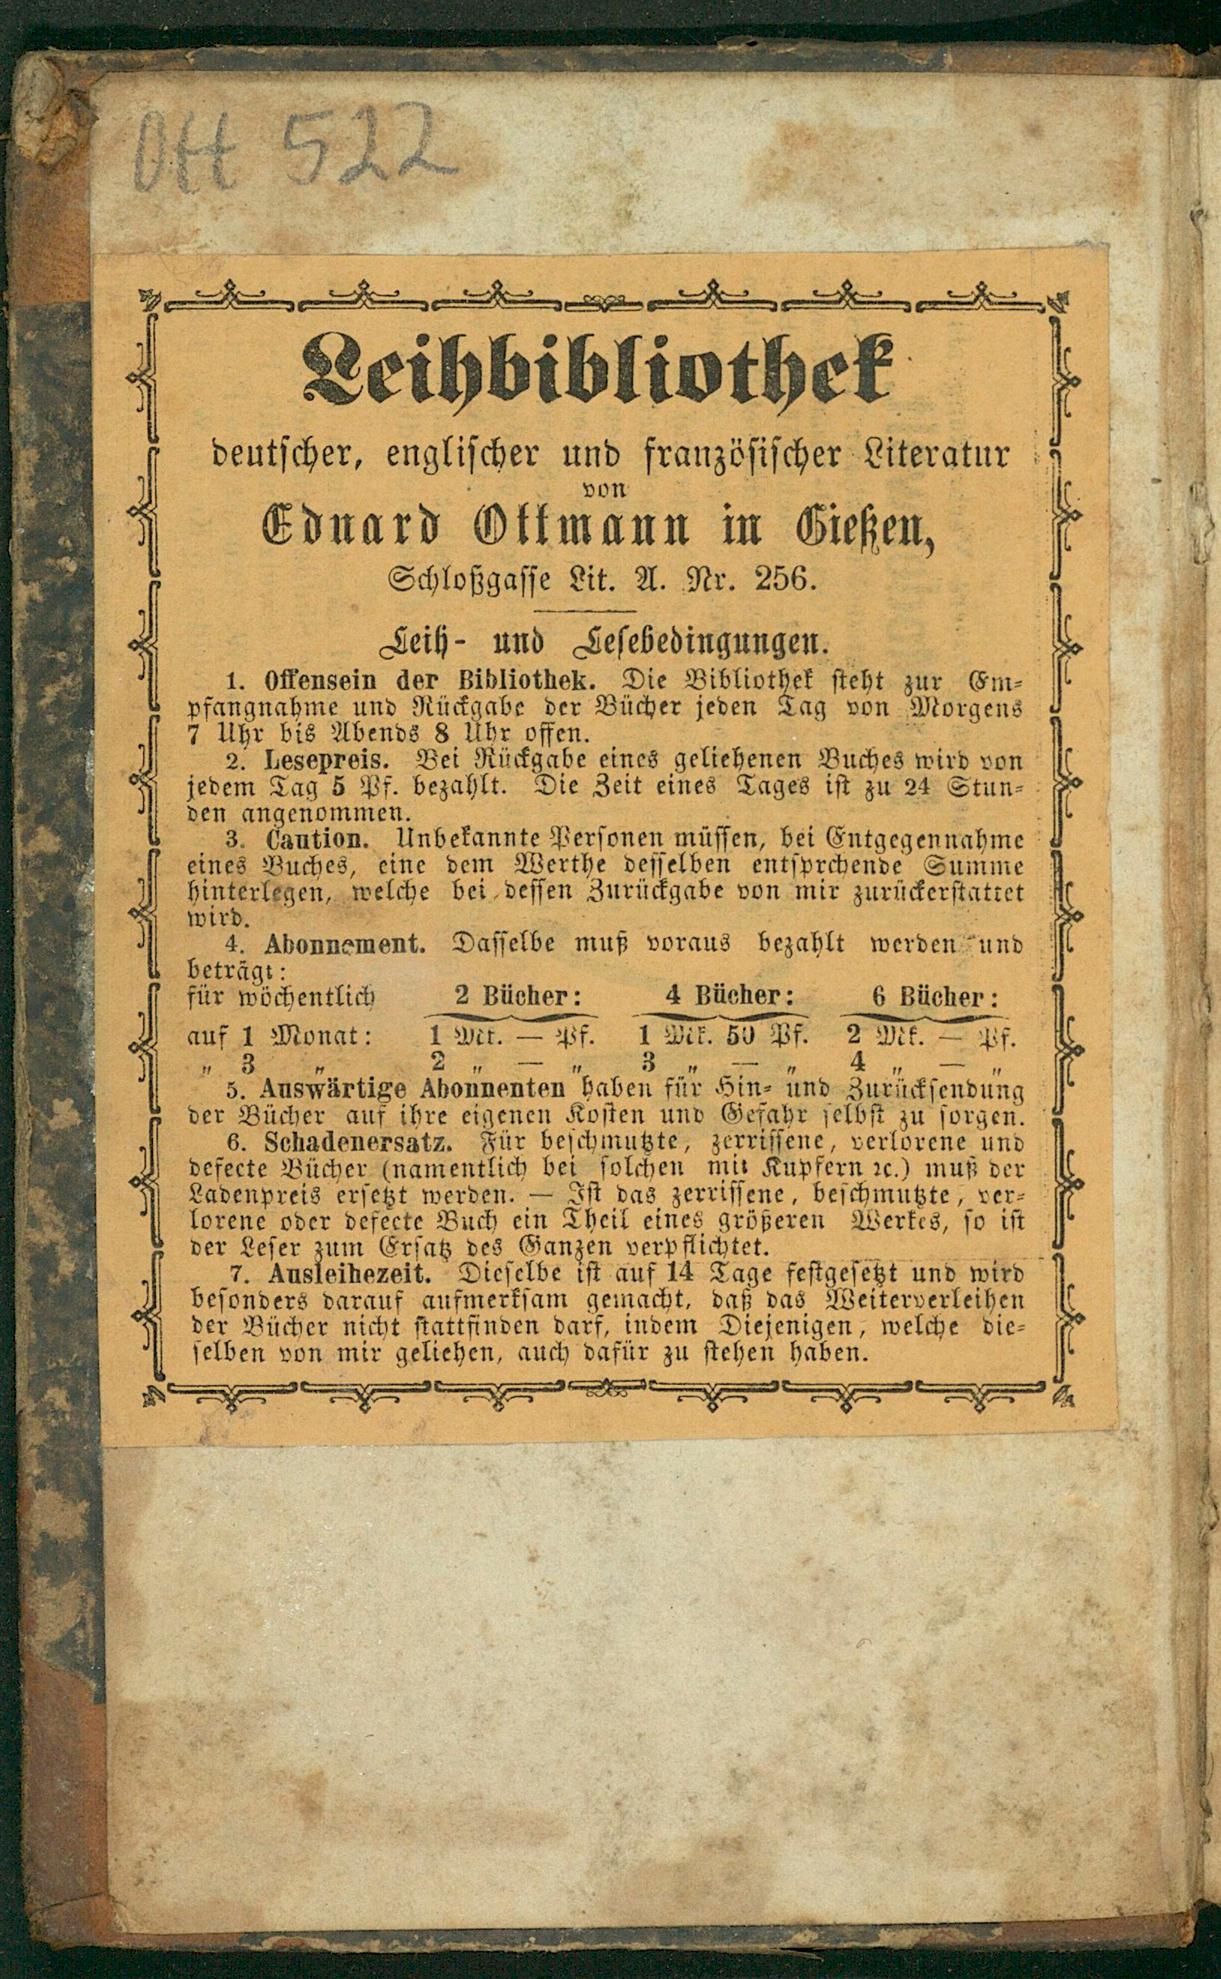 Ott 522
Leihbibliothek
deutscher, englischer und französischer Literatur
von
Eduard Ottmann in Gießen,
Schloßgasse Lit. A. Nr. 256.
Leih- und Lesebedingungen.
1. Offensein der Bibliothek. Die Bibliothek steht zur Em-
pfangnahme und Rückgabe der Bücher jeden Tag von Morgens
7 Uhr bis Abends 8 Uhr offen.
2. Lesepreis. Bei Rückgabe eines geliehenen Buches wird von
jedem Tag 5 Pf. bezahlt. Die Zeit eines Tages ist zu 24 Stun-
den angenommen.
3. Caution. Unbekannte Personen müssen, bei Entgegennahme
eines Buches, eine dem Werthe desselben entsprchende Summe
hinterlegen, welche bei dessen Zurückgabe von mir zurückerstattet
wird.
4. Abonnement. Dasselbe muß voraus bezahlt werden und
beträgt:
für wöchentlich 2 Bücher: 4 Bücher: 6 Bücher:
auf 1 Monat: 1 Mk. — Pf. 1 Mk. 50 Pf. 2 Mk. — Pf.
„ 3 „ 2 „ — „ 3 „ — „ 4 „ — „
5. Auswärtige Abonnenten haben für Hin- und Zurücksendung
der Bücher auf ihre eigenen Kosten und Gefahr selbst zu sorgen.
6. Schadenersatz. Für beschmutzte, zerrissene, verlorene und
defecte Bücher (namentlich bei solchen mit Kupfern ꝛc.) muß der
Ladenpreis ersetzt werden. — Ist das zerrissene, beschmutzte, ver-
lorene oder defecte Buch ein Theil eines größeren Werkes, so ist
der Leser zum Ersatz des Ganzen verpflichtet.
7. Ausleihezeit. Dieselbe ist auf 14 Tage festgesetzt und wird
besonders darauf aufmerksam gemacht, daß das Weiterverleihen
der Bücher nicht stattfinden darf, indem Diejenigen, welche die-
selben von mir geliehen, auch dafür zu stehen haben.